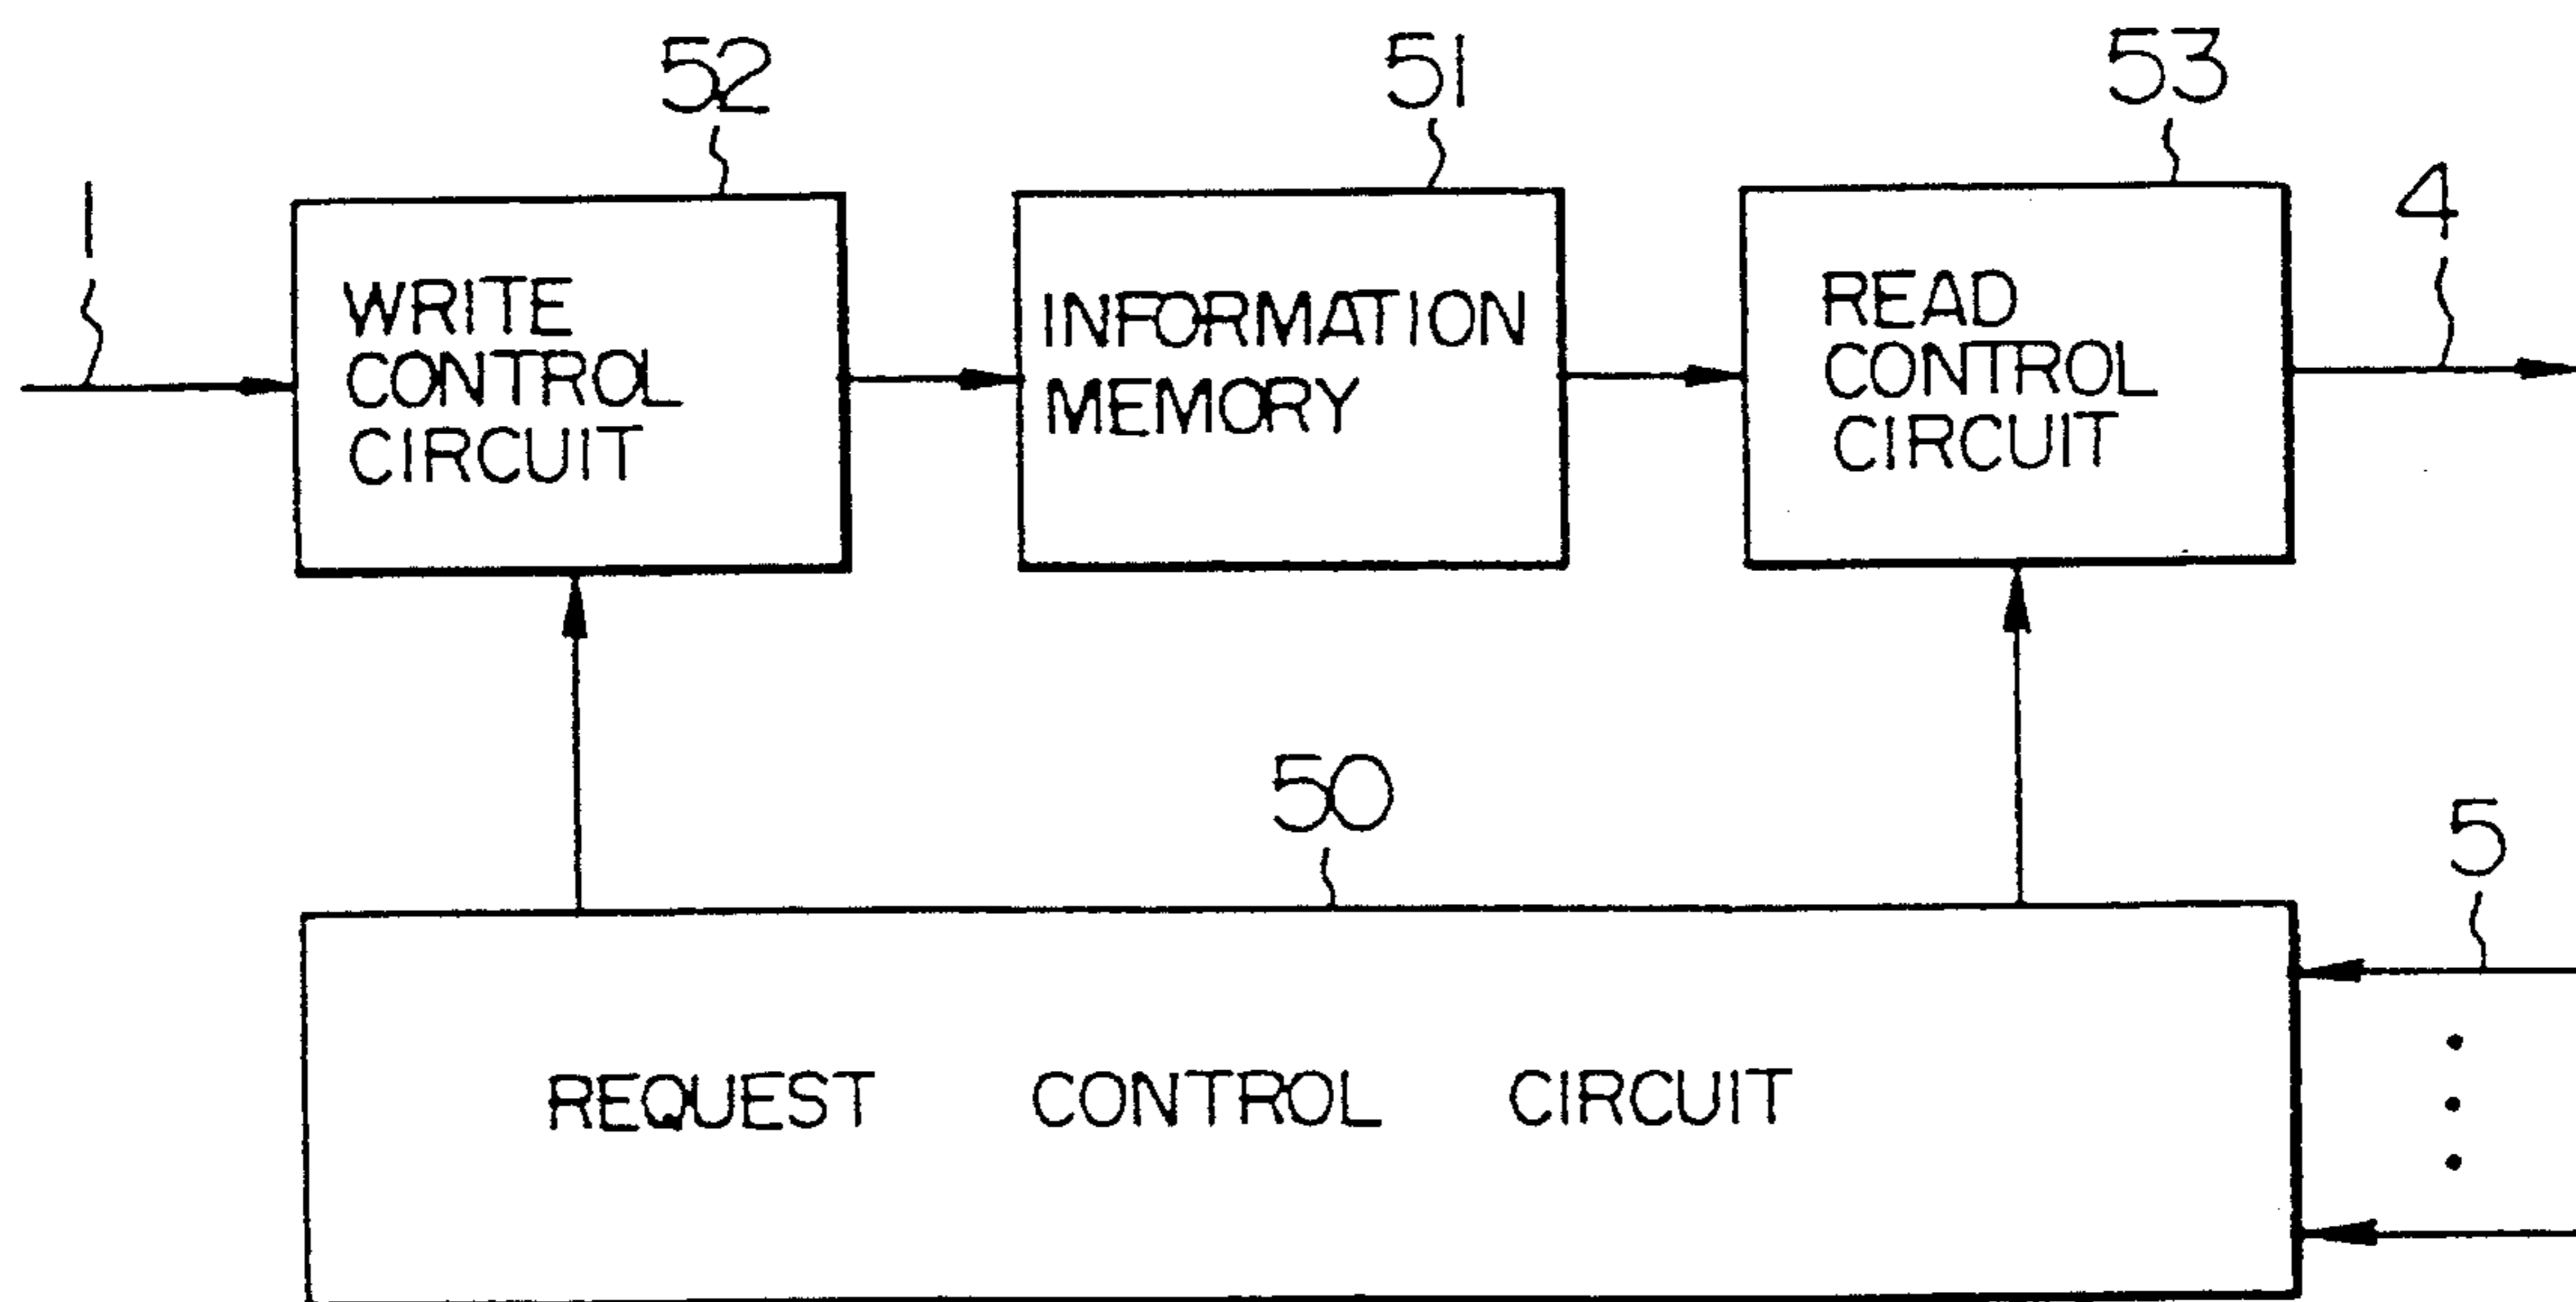 52
51
53
1
4
WRITE
CONTROL
CIRCUIT
INFORMATION
MEMORY
READ
CONTROL
CIRCUIT
50
5
REQUEST CONTROL CIRCUIT